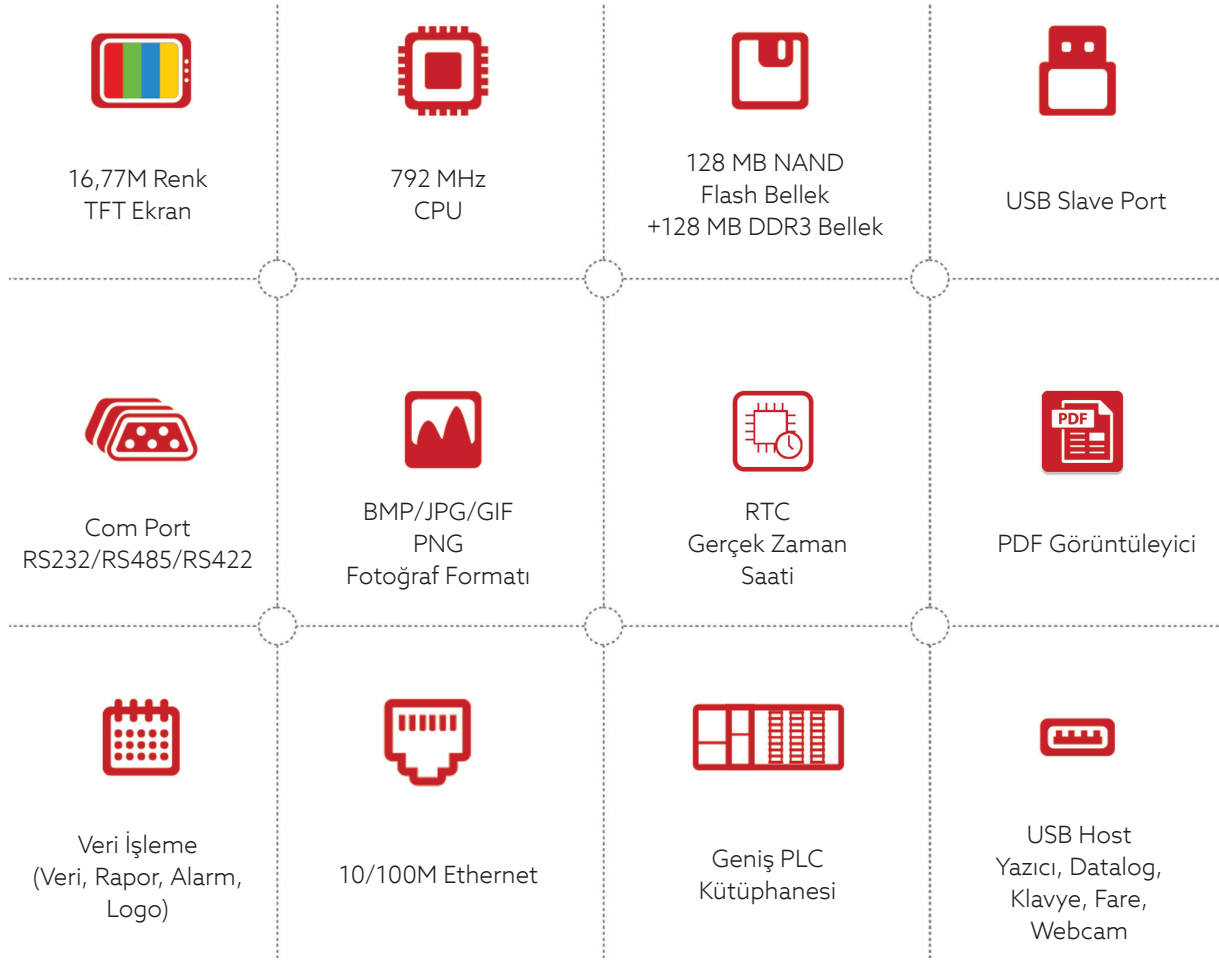 16,77M Renk
TFT Ekran
792 MHz
CPU
128 MB NAND
Flash Bellek
+128 MB DDR3 Bellek
USB Slave Port
Com Port
RS232/RS485/RS422
BMP/JPG/GIF
PNG
Fotoğraf Formatı
RTC
Gerçek Zaman
Saati
PDF
PDF Görüntüleyici
Veri İşleme
(Veri, Rapor, Alarm,
Logo)
10/100M Ethernet
Geniş PLC
Kütüphanesi
USB Host
Yazıcı, Datalog,
Klavye, Fare,
Webcam